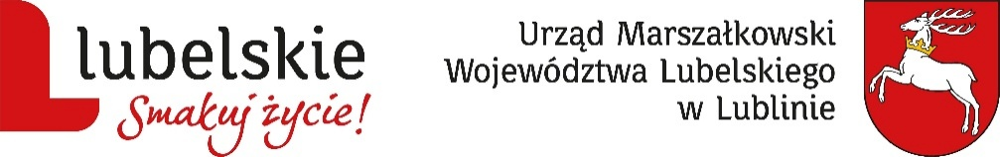 lubelskie
Smakuj życie!
Urząd Marszałkowski
Województwa Lubelskiego
w Lublinie